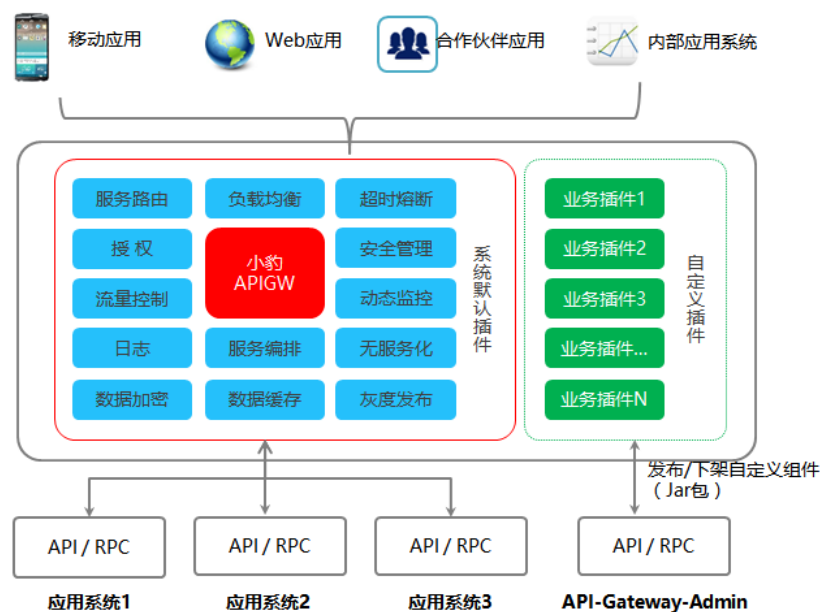 移动应用
Web应用
合作伙伴应用
内部应用系统
服务路由
负载均衡
超时熔断
业务插件1
授 权
小豹
APIGW
安全管理
业务插件2
流量控制
动态监控
业务插件3
日志
服务编排
无服务化
业务插件...
数据加密
数据缓存
灰度发布
业务插件N
系统默认插件
自定义插件
发布/下架自定义组件
（Jar包）
API / RPC
API / RPC
API / RPC
API / RPC
应用系统1
应用系统2
应用系统3
API-Gateway-Admin